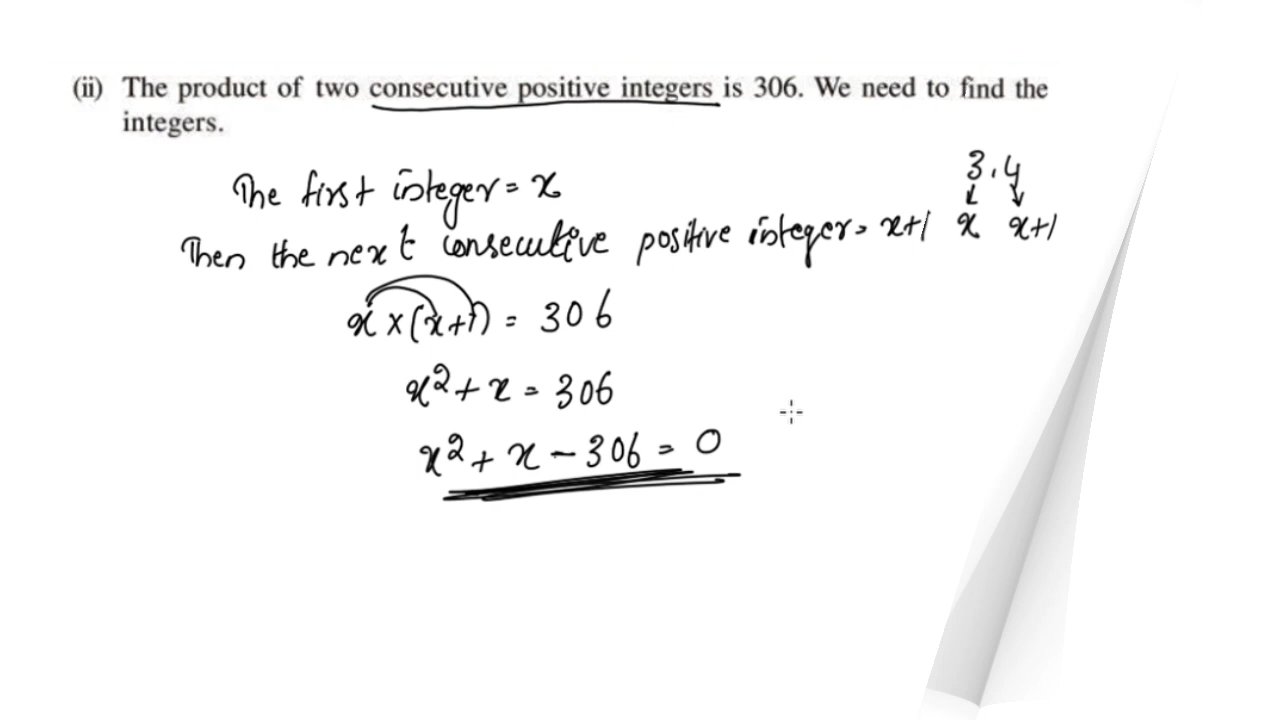 (ii) The product of two consecutive positive integers is 306. We need to find the
integers.
3,4
The first integer = x
x x+1
Then the next consecutive positive integer = x+1
x × (x+1) = 306
x² + x = 306
x² + x - 306 = 0